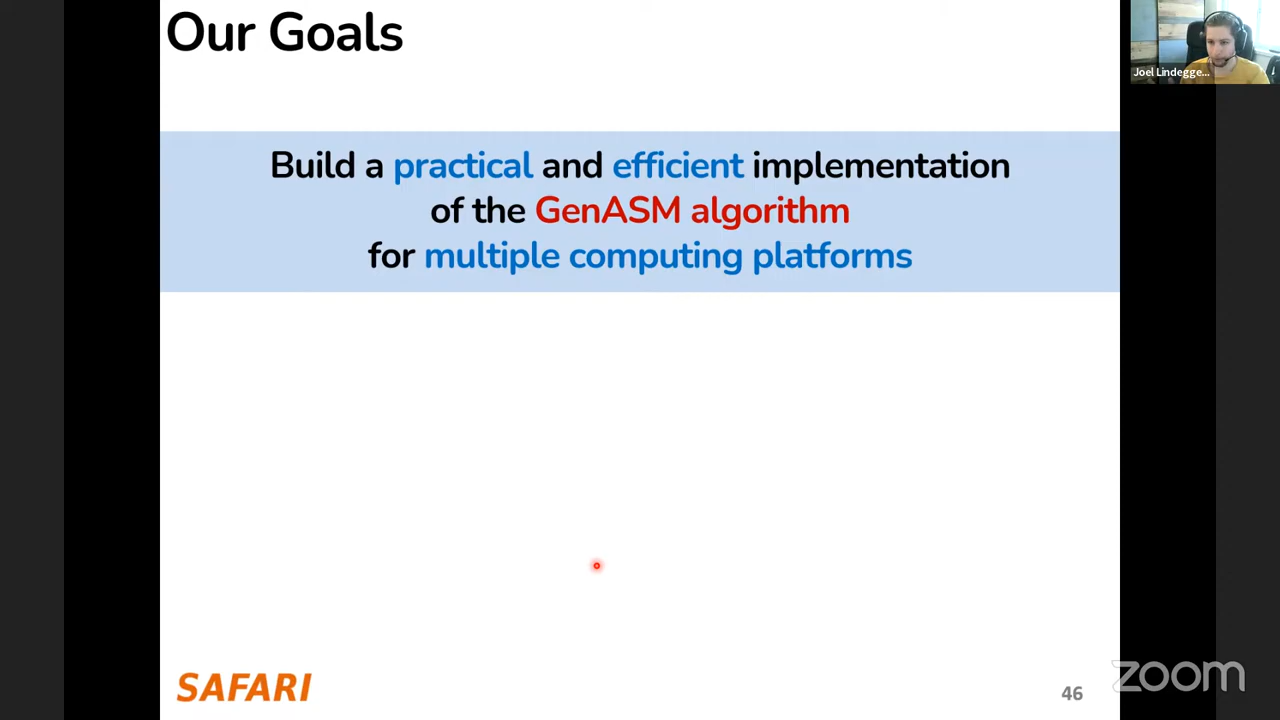 Our Goals
Joel Lindegge...
Build a practical and efficient implementation
of the GenASM algorithm
for multiple computing platforms
SAFARI
46
zoom